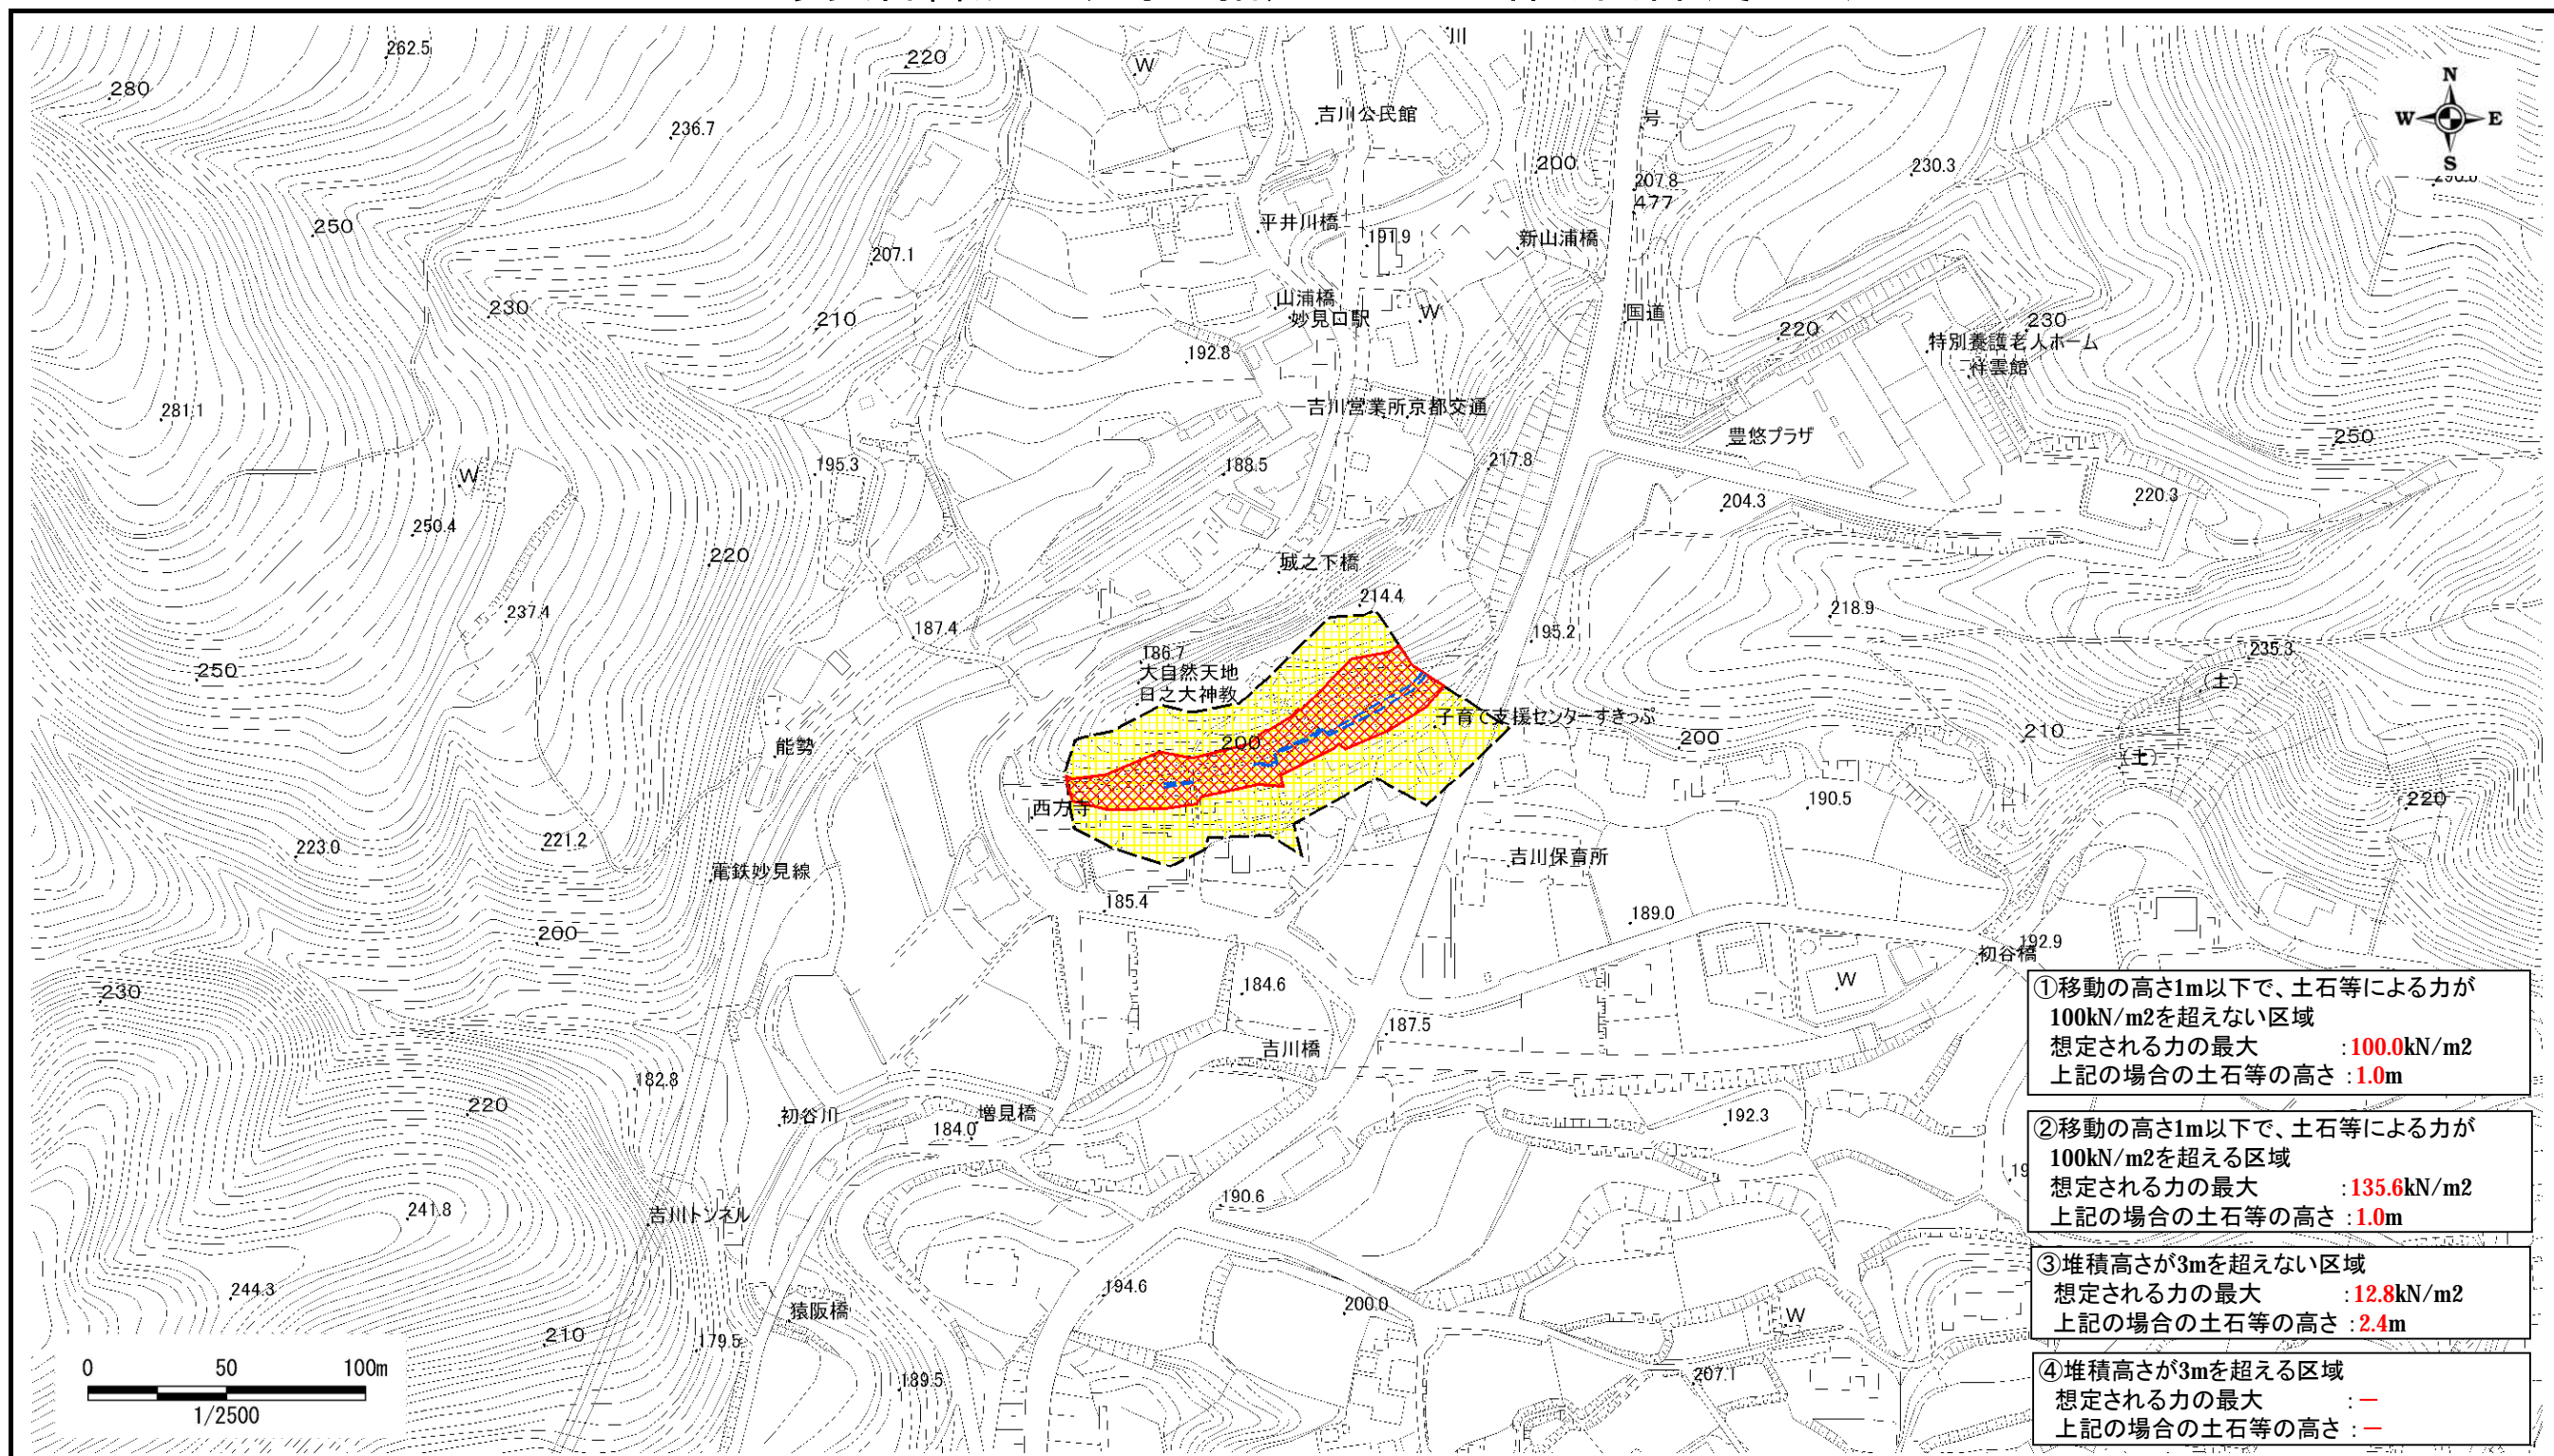 262.5
220
W
川
280
236.7
吉川公民館
号
N
W E
S
200
230.3
207.8
477
250
207.1
平井川橋
191.9
新山浦橋
230
210
山浦橋
妙見口駅
W
国道
220
230
特別養護老人ホーム
祥雲館
192.8
281.1
吉川営業所京都交通
豊悠プラザ
250
W
195.3
188.5
217.8
204.3
220.3
250.4
220
城之下橋
237.4
187.4
214.4
195.2
218.9
186.7
大自然天地
日之大神教
235.3
250
(土)
子育て支援センターすきっぷ
能勢
200
200
210
(土)
西方寺
190.5
220
223.0
221.2
電鉄妙見線
吉川保育所
185.4
189.0
200
192.9
初谷橋
230
184.6
W
187.5
吉川橋
182.8
220
初谷川
増見橋
184.0
192.3
190.6
241.8
吉川トンネル
244.3
194.6
200.0
猿阪橋
W
210
179.5
189.5
207.1
①移動の高さ1m以下で、土石等による力が
100kN/m2を超えない区域
想定される力の最大 :100.0kN/m2
上記の場合の土石等の高さ :1.0m
②移動の高さ1m以下で、土石等による力が
100kN/m2を超える区域
想定される力の最大 :135.6kN/m2
上記の場合の土石等の高さ :1.0m
③堆積高さが3mを超えない区域
想定される力の最大 :12.8kN/m2
上記の場合の土石等の高さ :2.4m
④堆積高さが3mを超える区域
想定される力の最大 :－
上記の場合の土石等の高さ :－
0 50 100m
1/2500